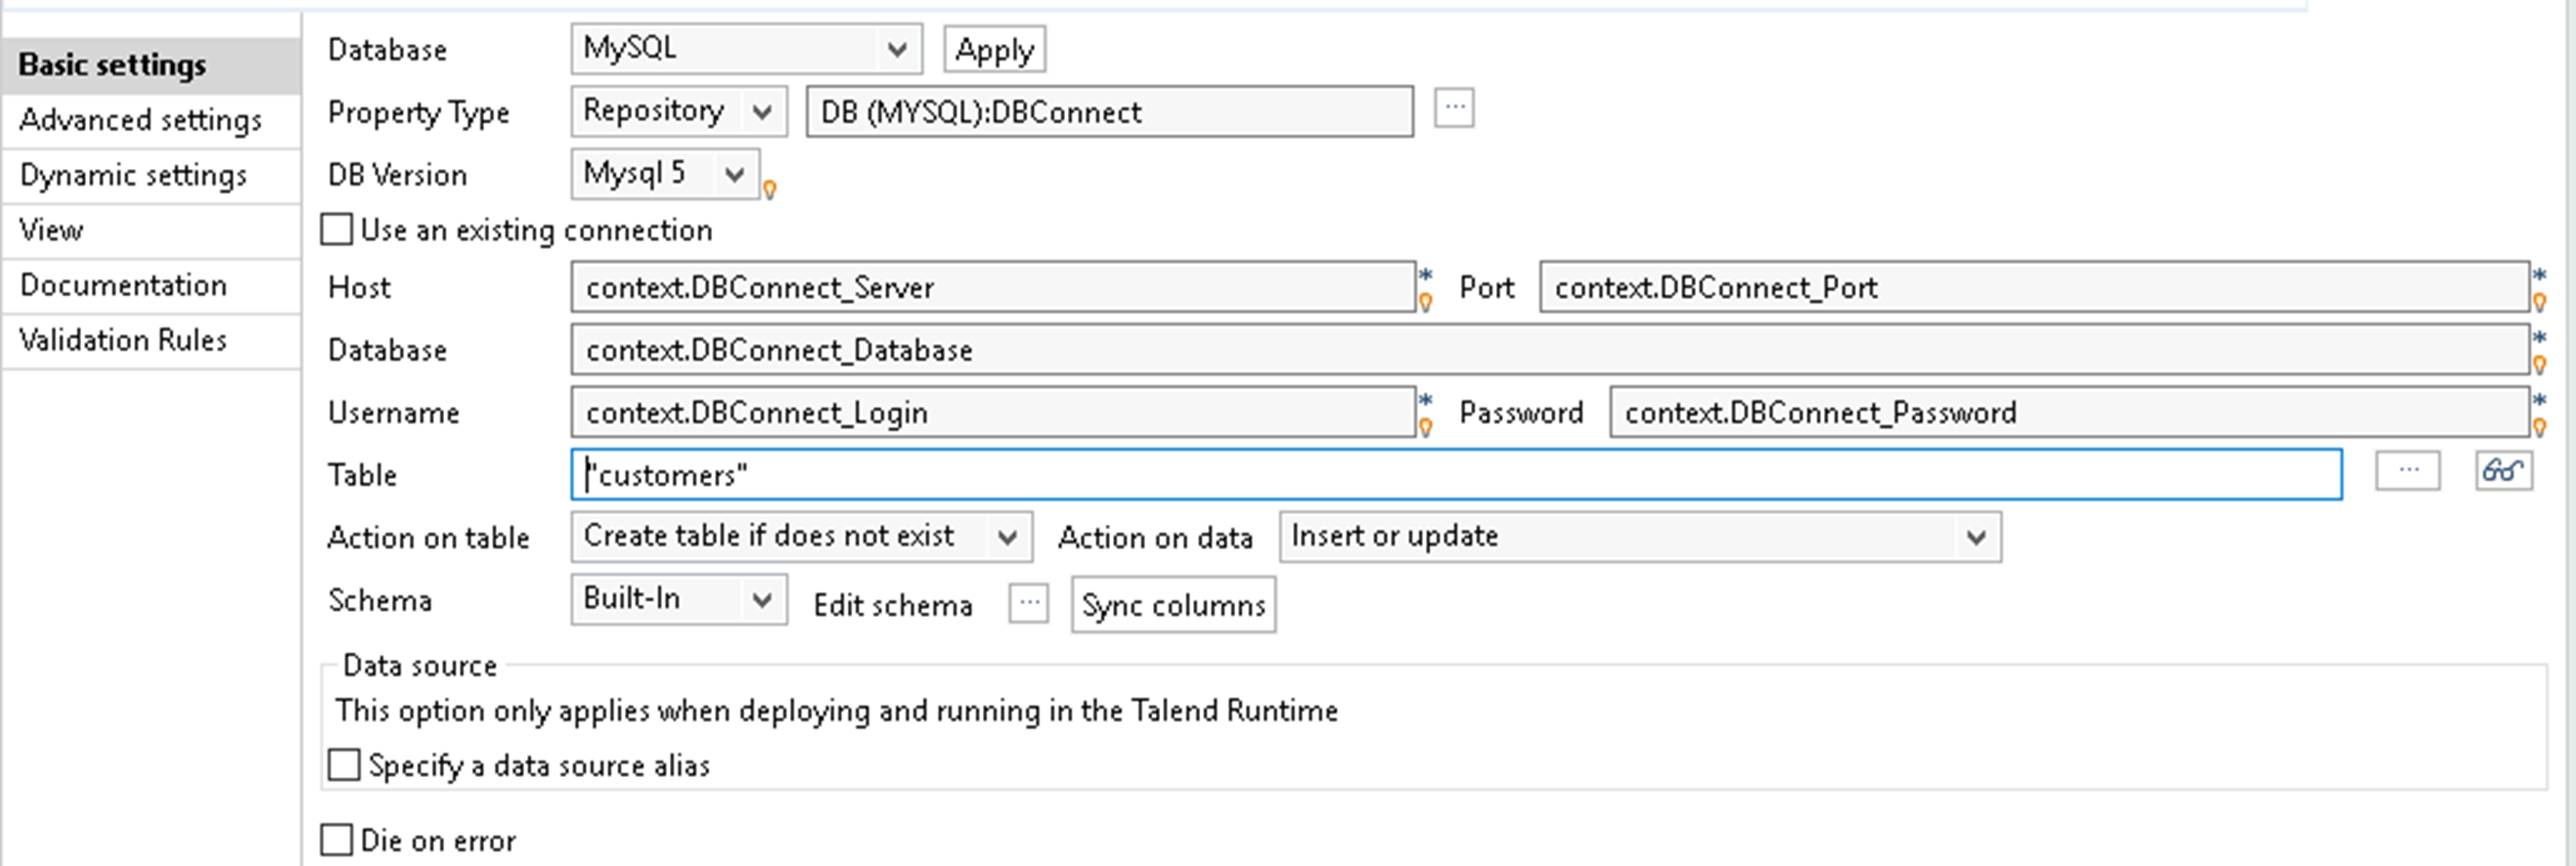 Basic settings
Advanced settings
Dynamic settings
View
Documentation
Validation Rules
Database MySQL Apply
Property Type Repository DB (MYSQL):DBConnect ...
DB Version Mysql 5
Use an existing connection
Host context.DBConnect_Server * Port context.DBConnect_Port *
Database context.DBConnect_Database *
Username context.DBConnect_Login * Password context.DBConnect_Password *
Table "customers" ...
Action on table Create table if does not exist Action on data Insert or update
Schema Built-In Edit schema ... Sync columns
Data source
This option only applies when deploying and running in the Talend Runtime
Specify a data source alias
Die on error